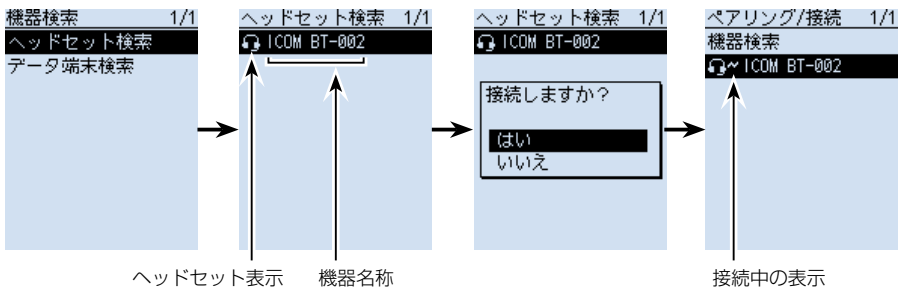 機器検索 1/1
ヘッドセット検索
データ端末検索
ヘッドセット検索 1/1
ICOM BT-002
ヘッドセット検索 1/1
ICOM BT-002
接続しますか？
はい
いいえ
ペアリング/接続 1/1
機器検索
ICOM BT-002
ヘッドセット表示
機器名称
接続中の表示